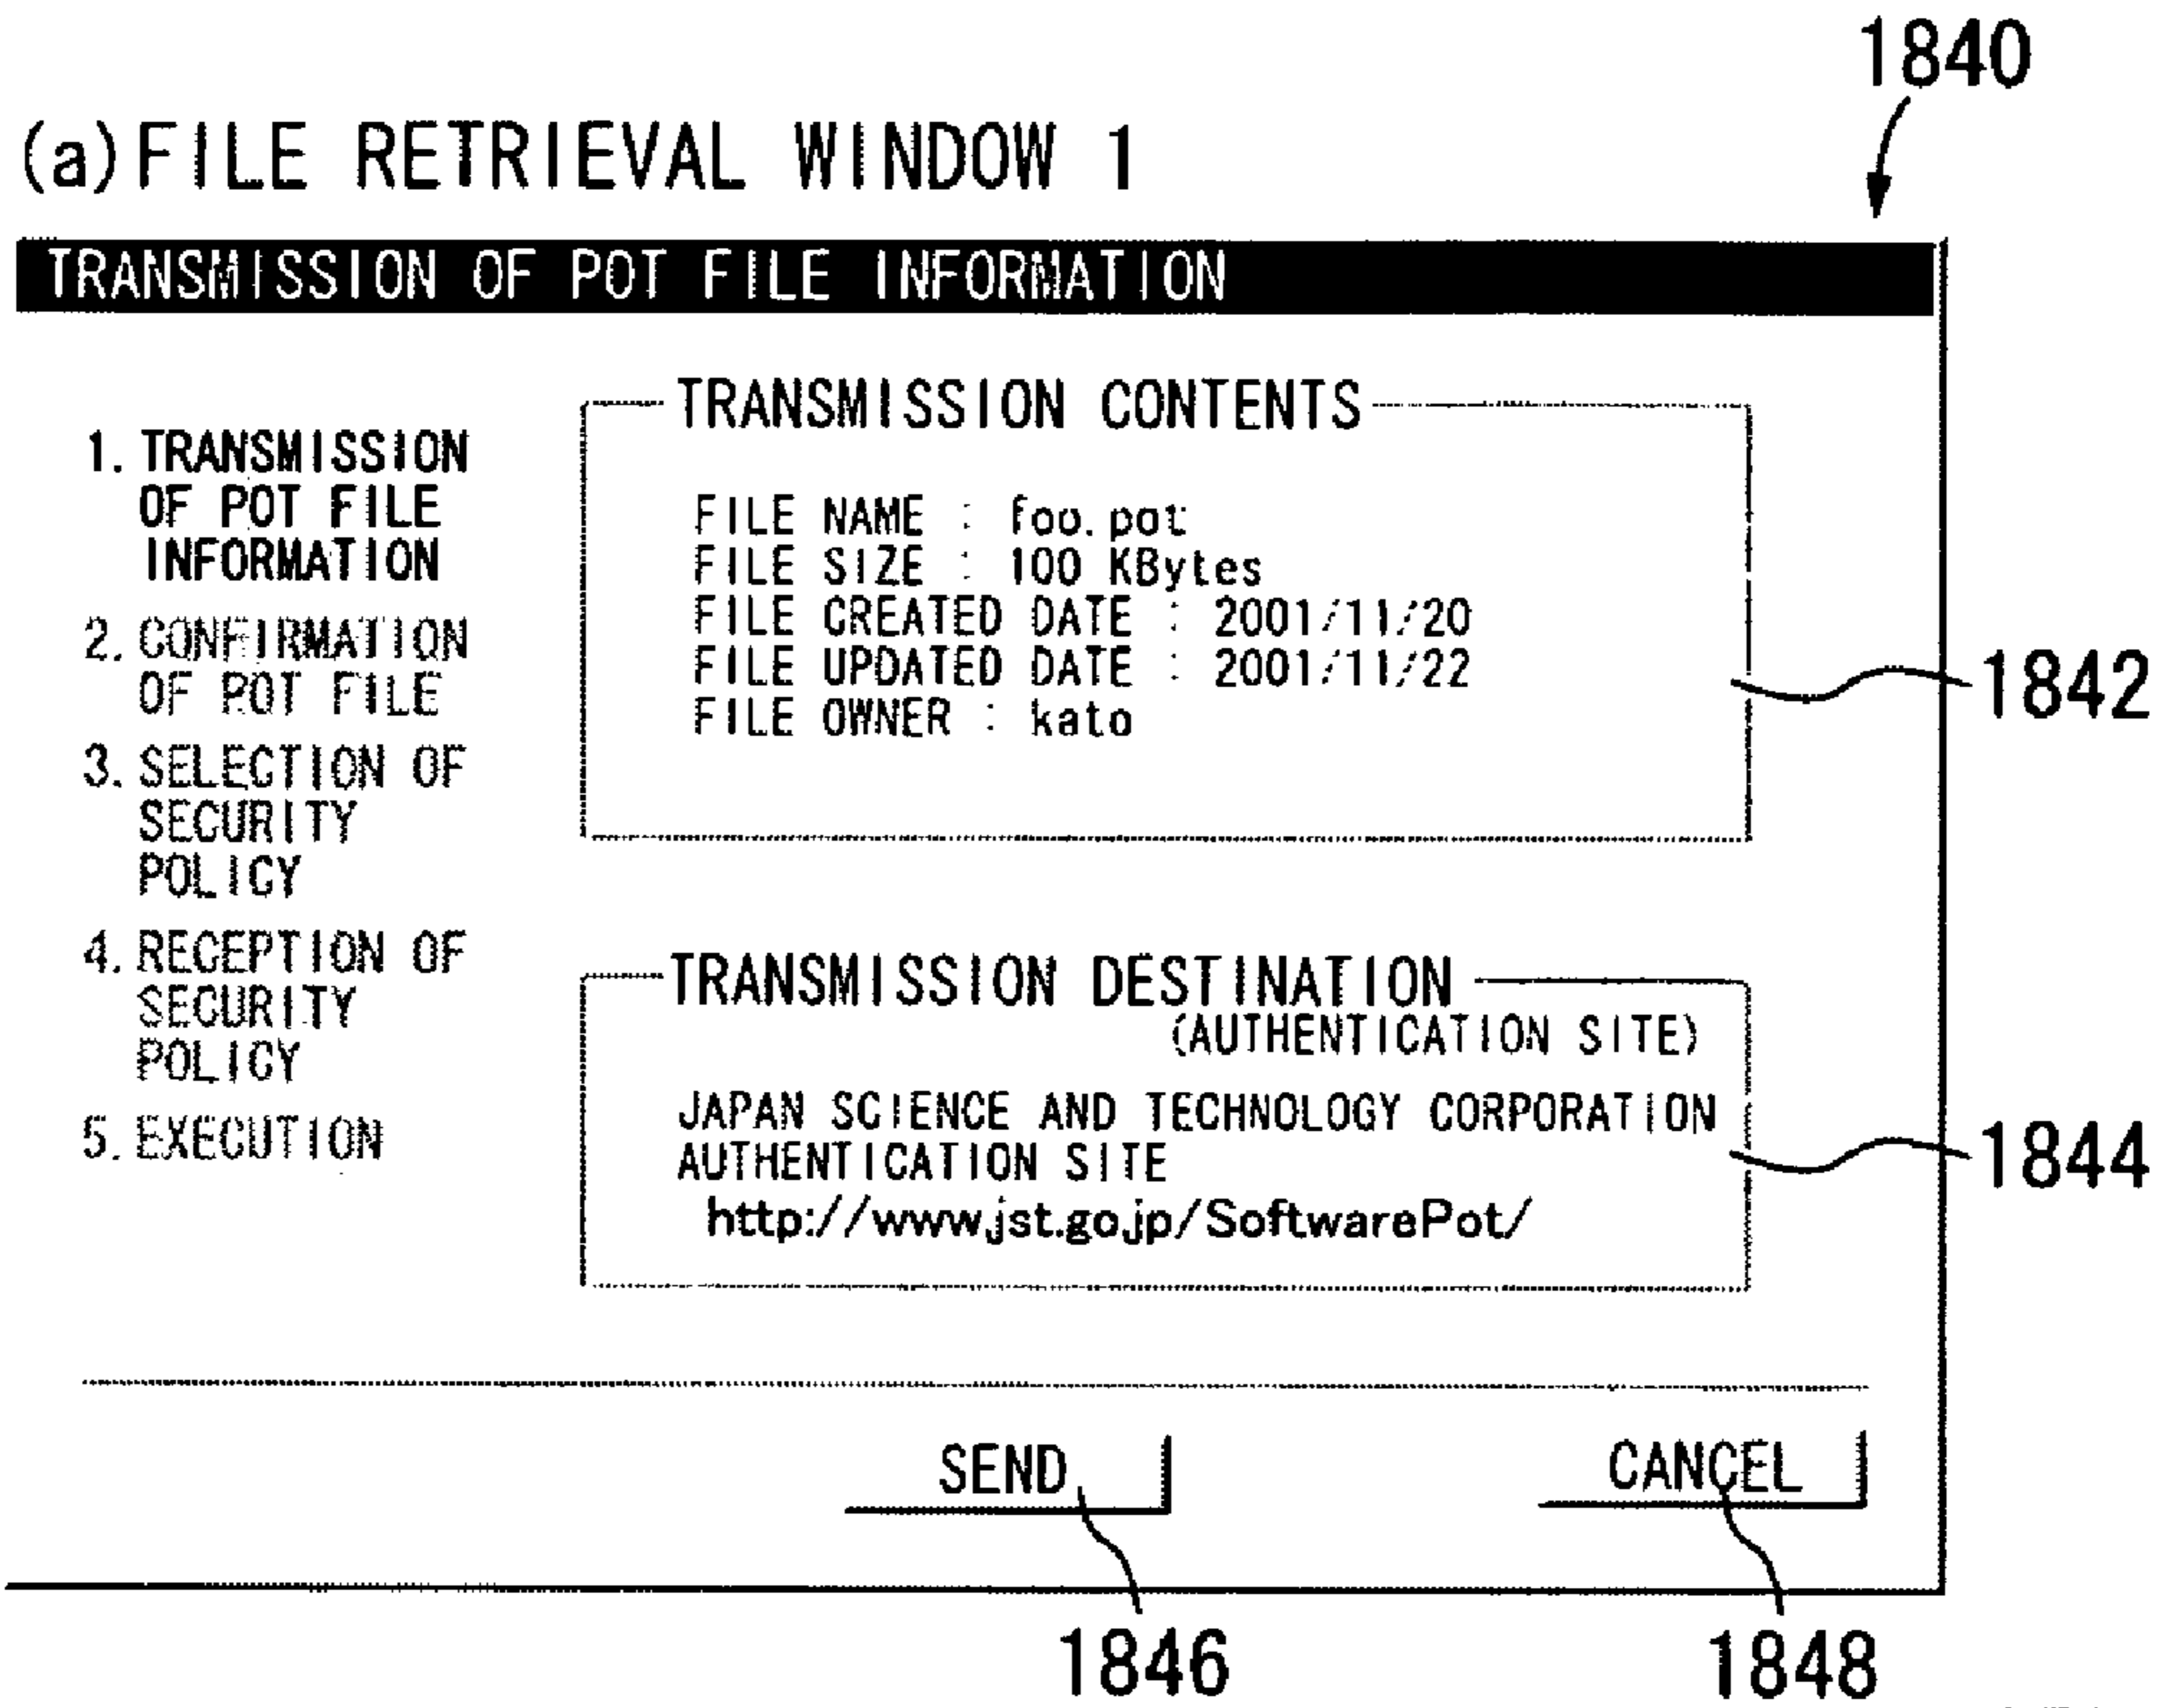 1840
(a) FILE RETRIEVAL WINDOW 1
TRANSMISSION OF POT FILE INFORMATION
1. TRANSMISSION
OF POT FILE
INFORMATION
2. CONFIRMATION
OF POT FILE
3. SELECTION OF
SECURITY
POLICY
4. RECEPTION OF
SECURITY
POLICY
5. EXECUTION
TRANSMISSION CONTENTS
FILE NAME : foo.pot
FILE SIZE : 100 KBytes
FILE CREATED DATE : 2001/11/20
FILE UPDATED DATE : 2001/11/22
FILE OWNER : kato
1842
TRANSMISSION DESTINATION
(AUTHENTICATION SITE)
JAPAN SCIENCE AND TECHNOLOGY CORPORATION
AUTHENTICATION SITE
http://www.jst.go.jp/SoftwarePot/
1844
SEND
CANCEL
1846
1848